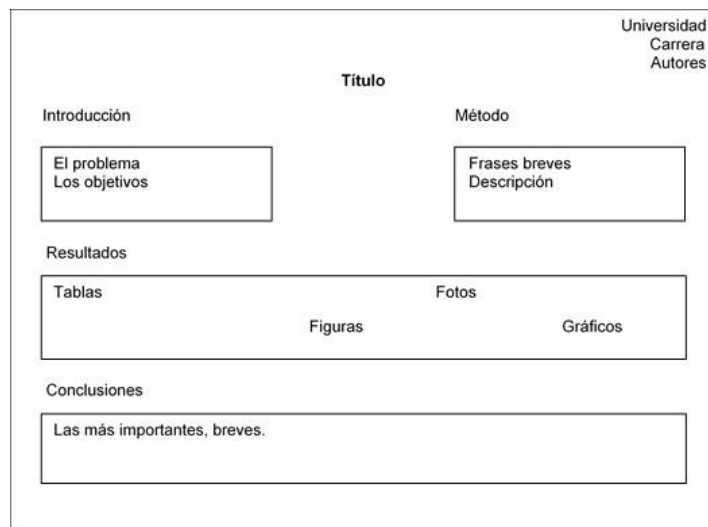 Universidad
Carrera
Autores
Título
Introducción
El problema
Los objetivos
Método
Frases breves
Descripción
Resultados
Tablas
Fotos
Figuras
Gráficos
Conclusiones
Las más importantes, breves.